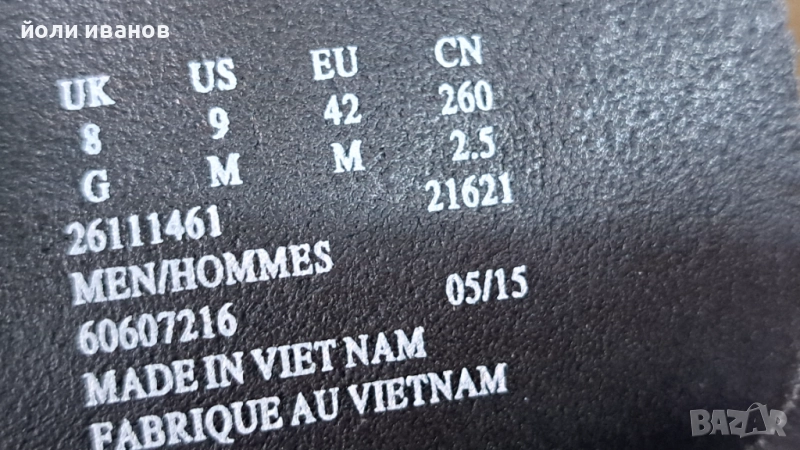 йоли иванов
UK US EU CN
8 9 42 260
G M M 2.5
26111461 21621
MEN/HOMMES
60607216 05/15
MADE IN VIET NAM
FABRIQUE AU VIETNAM
BAZAR